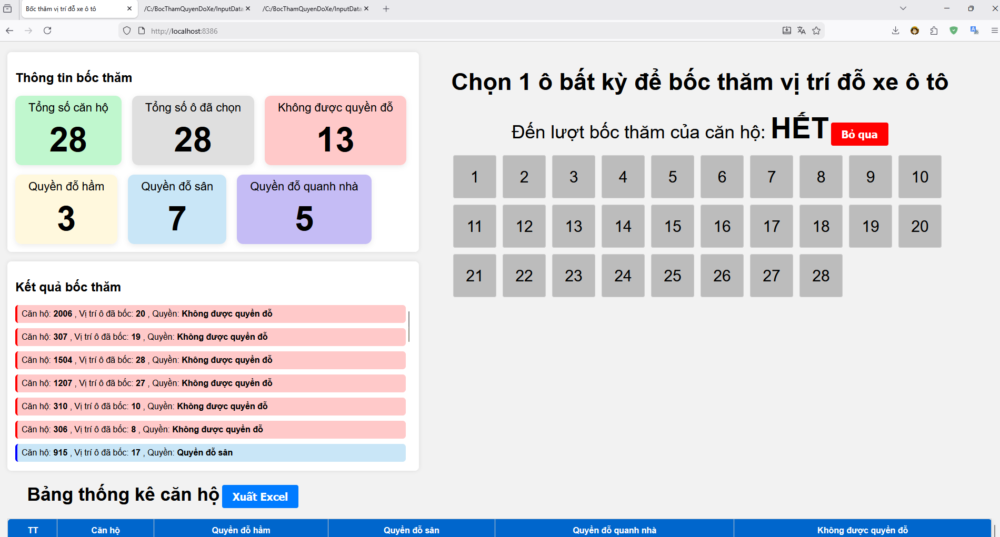 Bốc thăm vị trí đỗ xe ô tô
/C:/BocThamQuyenDoXe/InputData
/C:/BocThamQuyenDoXe/InputData
http://localhost:8386
Thông tin bốc thăm
Tổng số căn hộ
28
Tổng số ô đã chọn
28
Không được quyền đỗ
13
Quyền đỗ hầm
3
Quyền đỗ sân
7
Quyền đỗ quanh nhà
5
Kết quả bốc thăm
Căn hộ: 2006 , Vị trí ô đã bốc: 20 , Quyền: Không được quyền đỗ
Căn hộ: 307 , Vị trí ô đã bốc: 19 , Quyền: Không được quyền đỗ
Căn hộ: 1504 , Vị trí ô đã bốc: 28 , Quyền: Không được quyền đỗ
Căn hộ: 1207 , Vị trí ô đã bốc: 27 , Quyền: Không được quyền đỗ
Căn hộ: 310 , Vị trí ô đã bốc: 10 , Quyền: Không được quyền đỗ
Căn hộ: 306 , Vị trí ô đã bốc: 8 , Quyền: Không được quyền đỗ
Căn hộ: 915 , Vị trí ô đã bốc: 17 , Quyền: Quyền đỗ sân
Chọn 1 ô bất kỳ để bốc thăm vị trí đỗ xe ô tô
Đến lượt bốc thăm của căn hộ: HẾT Bỏ qua
1 2 3 4 5 6 7 8 9 10
11 12 13 14 15 16 17 18 19 20
21 22 23 24 25 26 27 28
Bảng thống kê căn hộ Xuất Excel
TT Căn hộ Quyền đỗ hầm Quyền đỗ sân Quyền đỗ quanh nhà Không được quyền đỗ